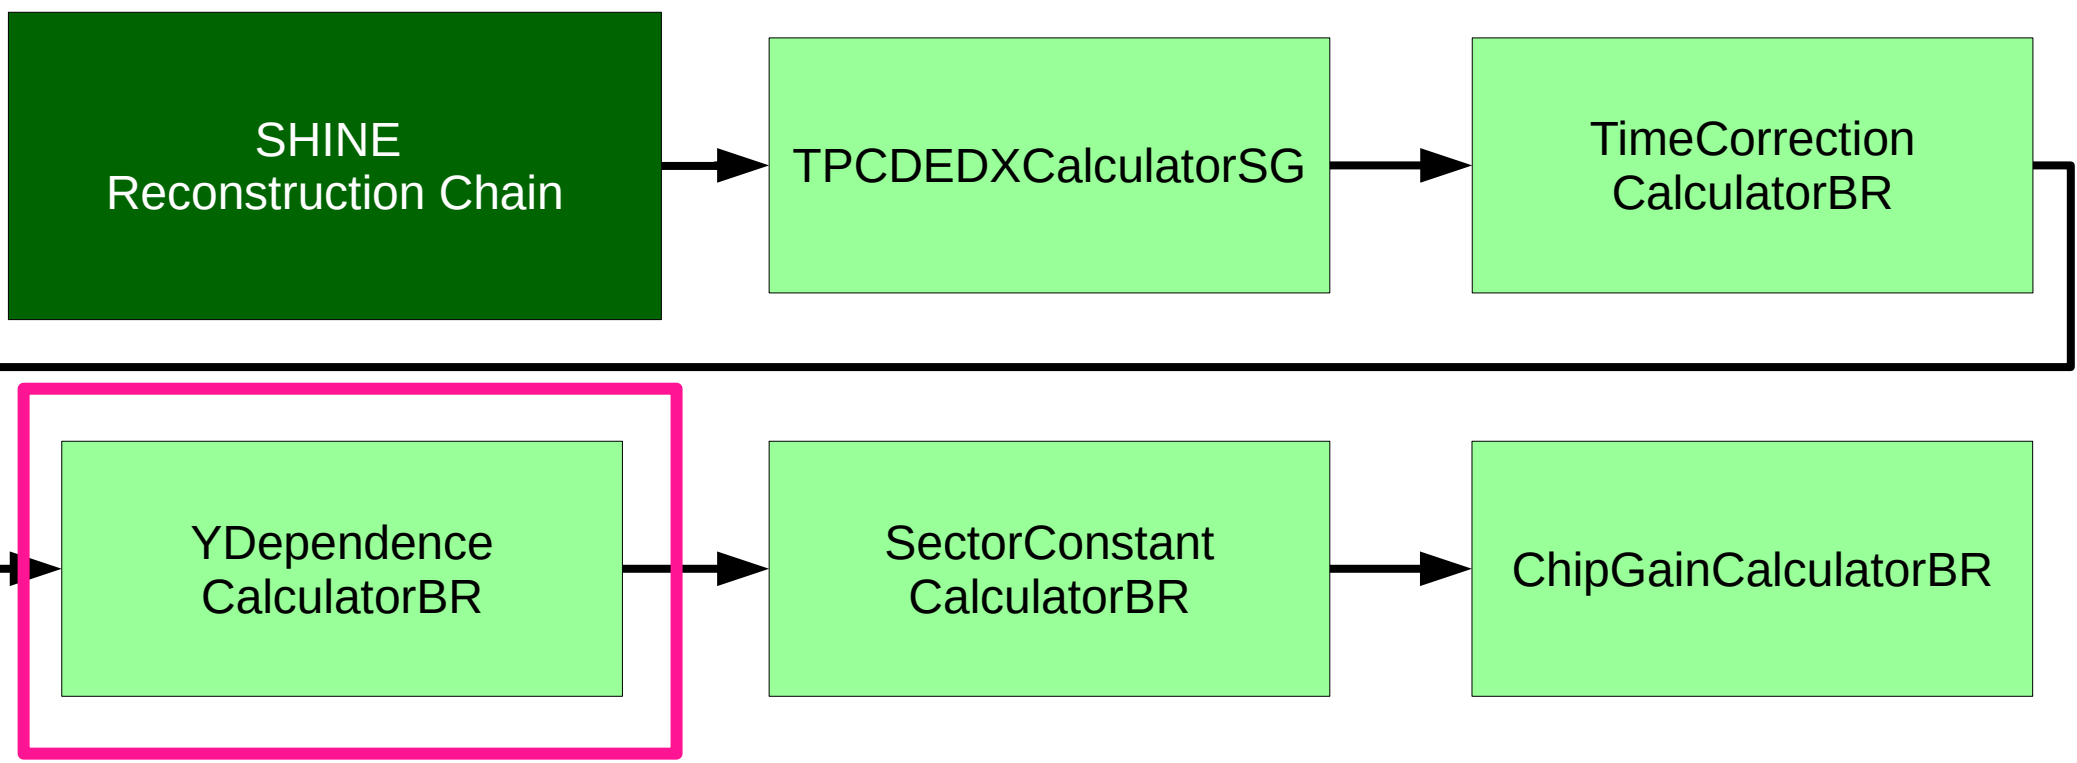 SHINE
Reconstruction Chain
TPCDEDXCalculatorSG
TimeCorrection
CalculatorBR
YDependence
CalculatorBR
SectorConstant
CalculatorBR
ChipGainCalculatorBR